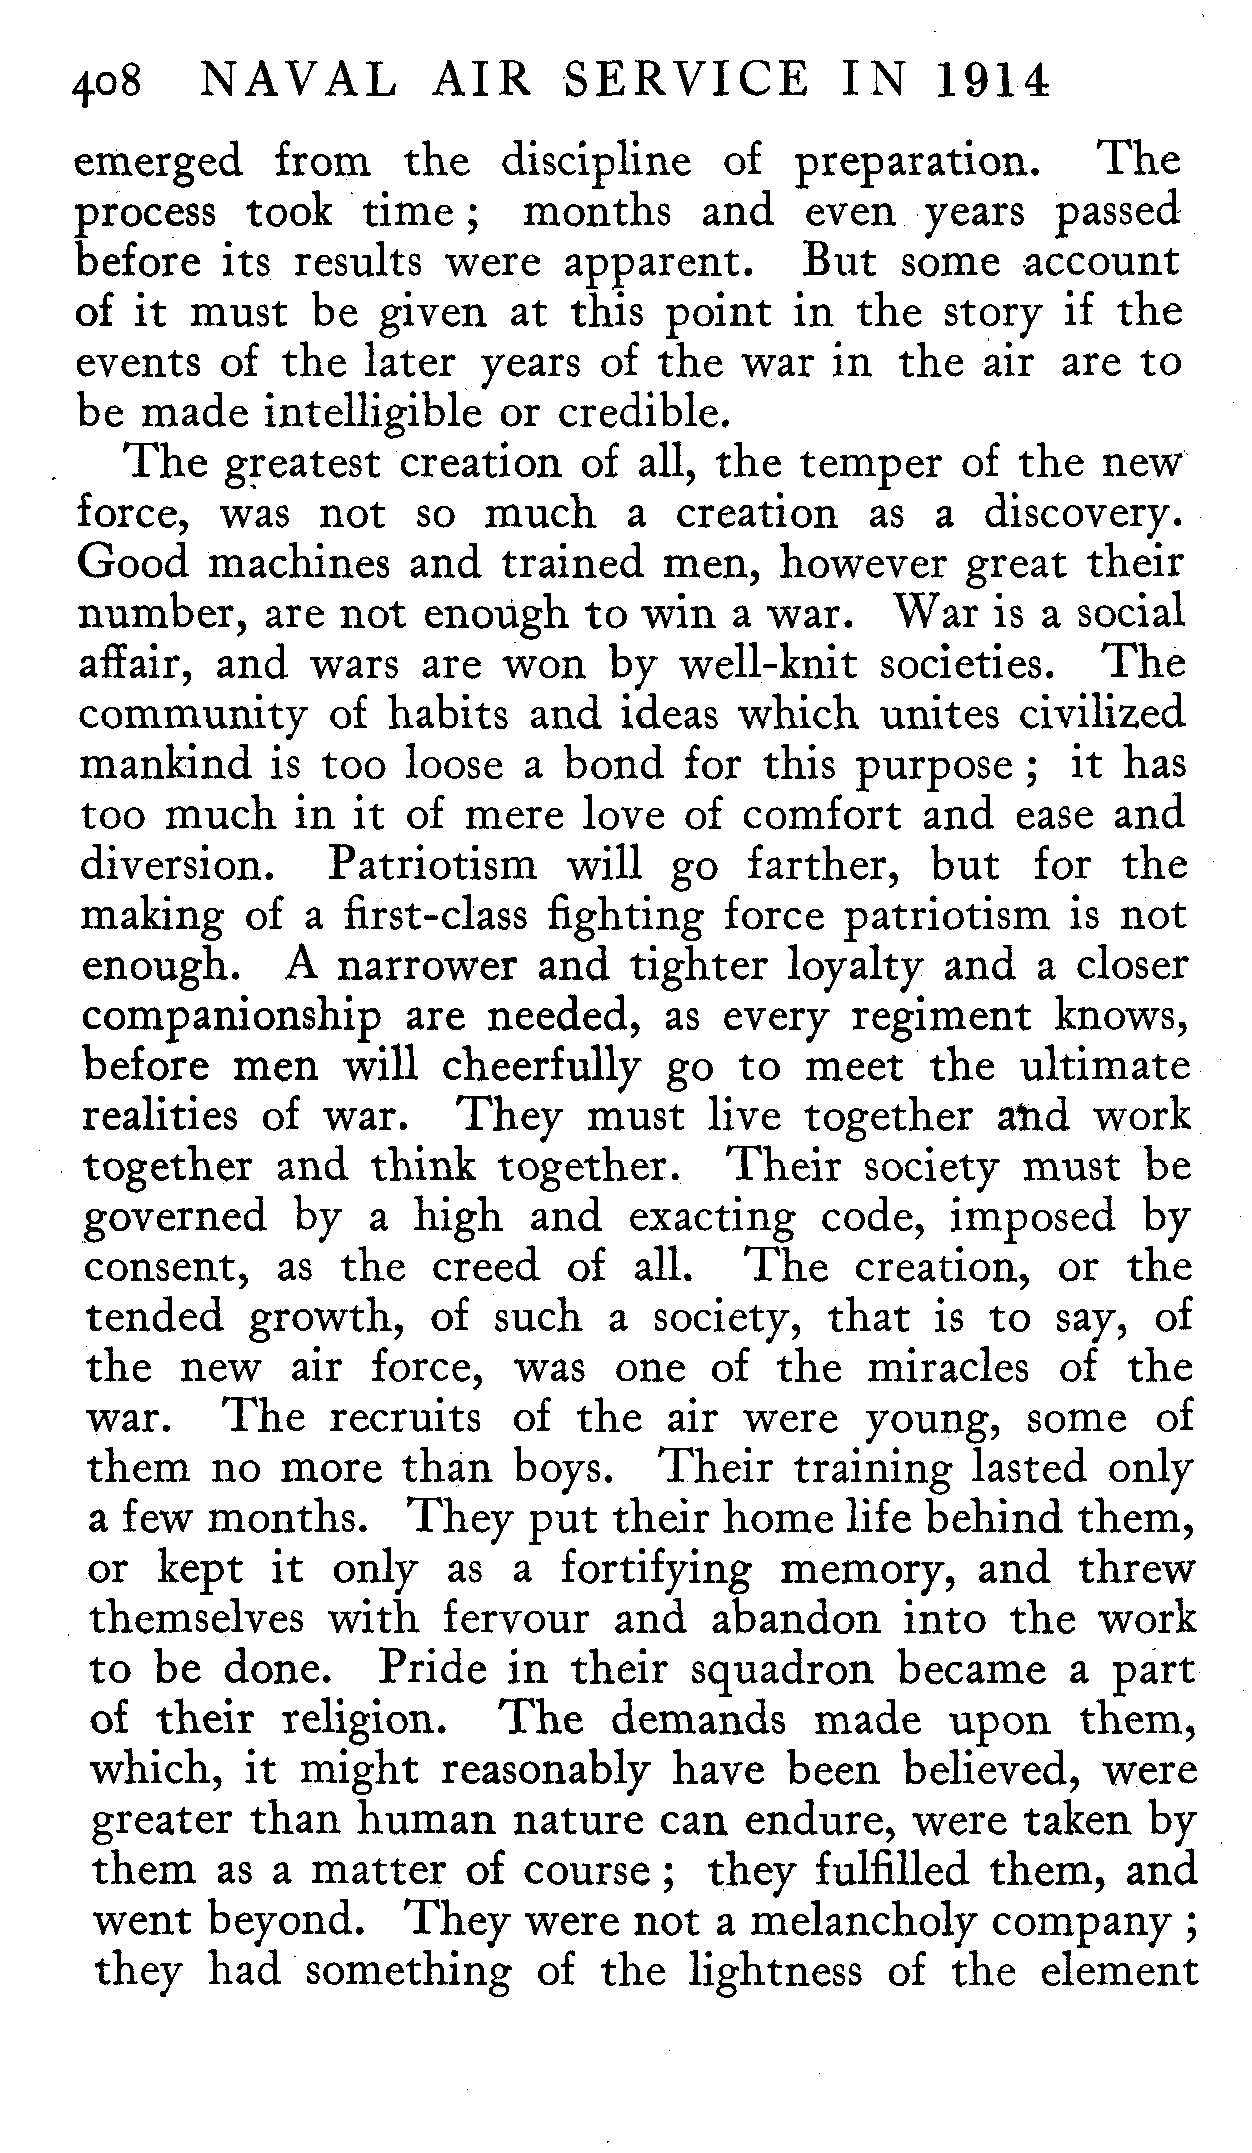 408 NAVAL AIR SERVICE IN 1914
emerged from the discipline of preparation. The
process took time ; months and even years passed
before its results were apparent. But some account
of it must be given at this point in the story if the
events of the later years of the war in the air are to
be made intelligible or credible.
The greatest creation of all, the temper of the new
force, was not so much a creation as a discovery.
Good machines and trained men, however great their
number, are not enough to win a war. War is a social
affair, and wars are won by well-knit societies. The
community of habits and ideas which unites civilized
mankind is too loose a bond for this purpose ; it has
too much in it of mere love of comfort and ease and
diversion. Patriotism will go farther, but for the
making of a first-class fighting force patriotism is not
enough. A narrower and tighter loyalty and a closer
companionship are needed, as every regiment knows,
before men will cheerfully go to meet the ultimate
realities of war. They must live together and work
together and think together. Their society must be
governed by a high and exacting code, imposed by
consent, as the creed of all. The creation, or the
tended growth, of such a society, that is to say, of
the new air force, was one of the miracles of the
war. The recruits of the air were young, some of
them no more than boys. Their training lasted only
a few months. They put their home life behind them,
or kept it only as a fortifying memory, and threw
themselves with fervour and abandon into the work
to be done. Pride in their squadron became a part
of their religion. The demands made upon them,
which, it might reasonably have been believed, were
greater than human nature can endure, were taken by
them as a matter of course ; they fulfilled them, and
went beyond. They were not a melancholy company ;
they had something of the lightness of the element